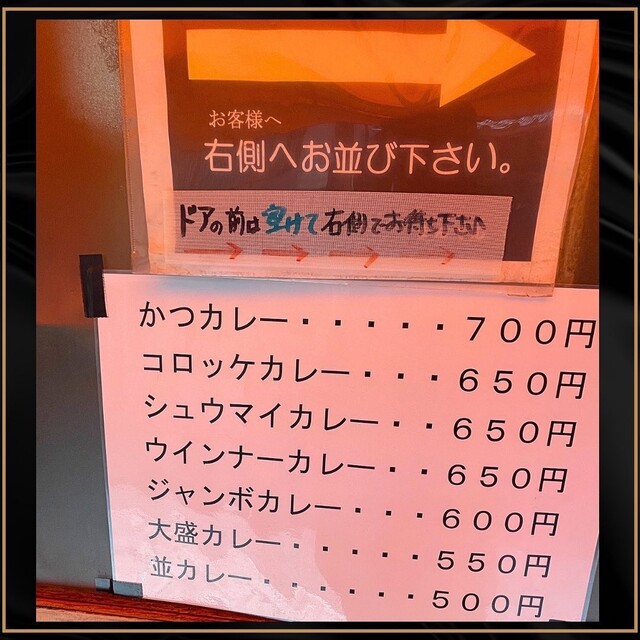 お客様へ
右側へお並び下さい。
ドアの前は空けて右側でお待ち下さい
かつカレー・・・・・７００円
コロッケカレー・・・６５０円
シュウマイカレー・・６５０円
ウインナーカレー・・６５０円
ジャンボカレー・・・６００円
大盛カレー・・・・・５５０円
並カレー・・・・・・５００円